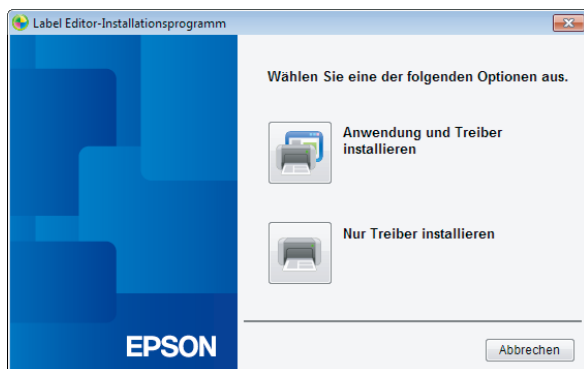 Label Editor-Installationsprogramm
Wählen Sie eine der folgenden Optionen aus.
Anwendung und Treiber
installieren
Nur Treiber installieren
EPSON
Abbrechen